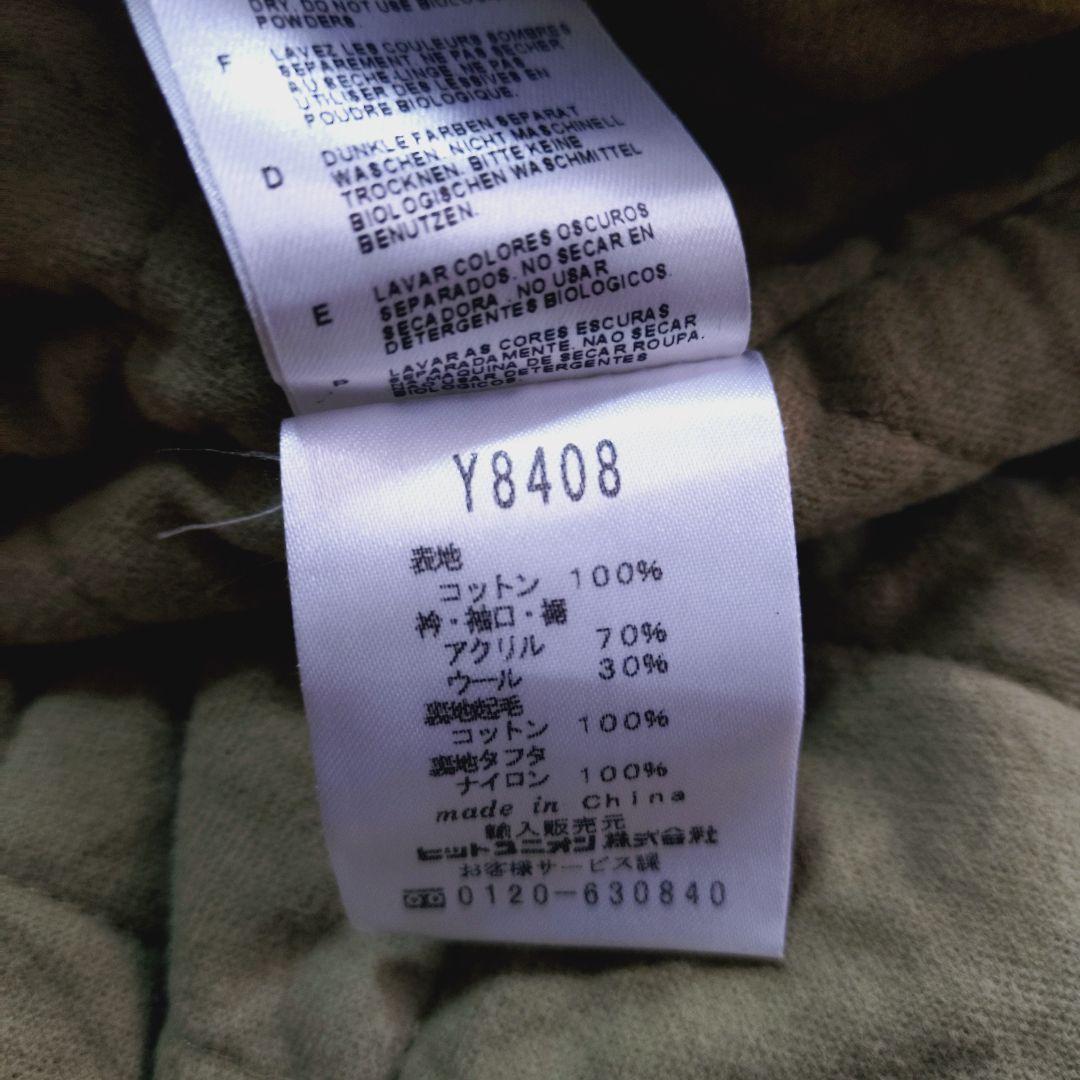 DRY. DO NOT USE BIOLOGICAL
POWDERS.
F LAVEZ LES COULEURS SOMBRES
SEPAREMENT. NE PAS SECHER
AU SECHE-LINGE. NE PAS
UTILISER DES LESSIVES EN
POUDRE BIOLOGIQUE.
D DUNKLE FARBEN SEPARAT
WASCHEN. NICHT MASCHINELL
TROCKNEN. BITTE KEINE
BIOLOGISCHEN WASCHMITTEL
BENUTZEN.
E LAVAR COLORES OSCUROS
SEPARADOS. NO SECAR EN
SECADORA. NO USAR
DETERGENTES BIOLOGICOS.
P LAVAR AS CORES ESCURAS
SEPARADAMENTE. NAO SECAR
MAQUINA DE SECAR ROUPA.
USAR DETERGENTES
BIOLOGICOS.
Y8408
表地
コットン 100%
衿・袖口・裾
アクリル 70%
ウール 30%
裏地起毛
コットン 100%
裏地タフタ
ナイロン 100%
made in China
輸入販売元
ヒットユニオン株式会社
お客様サービス課
0120-630840